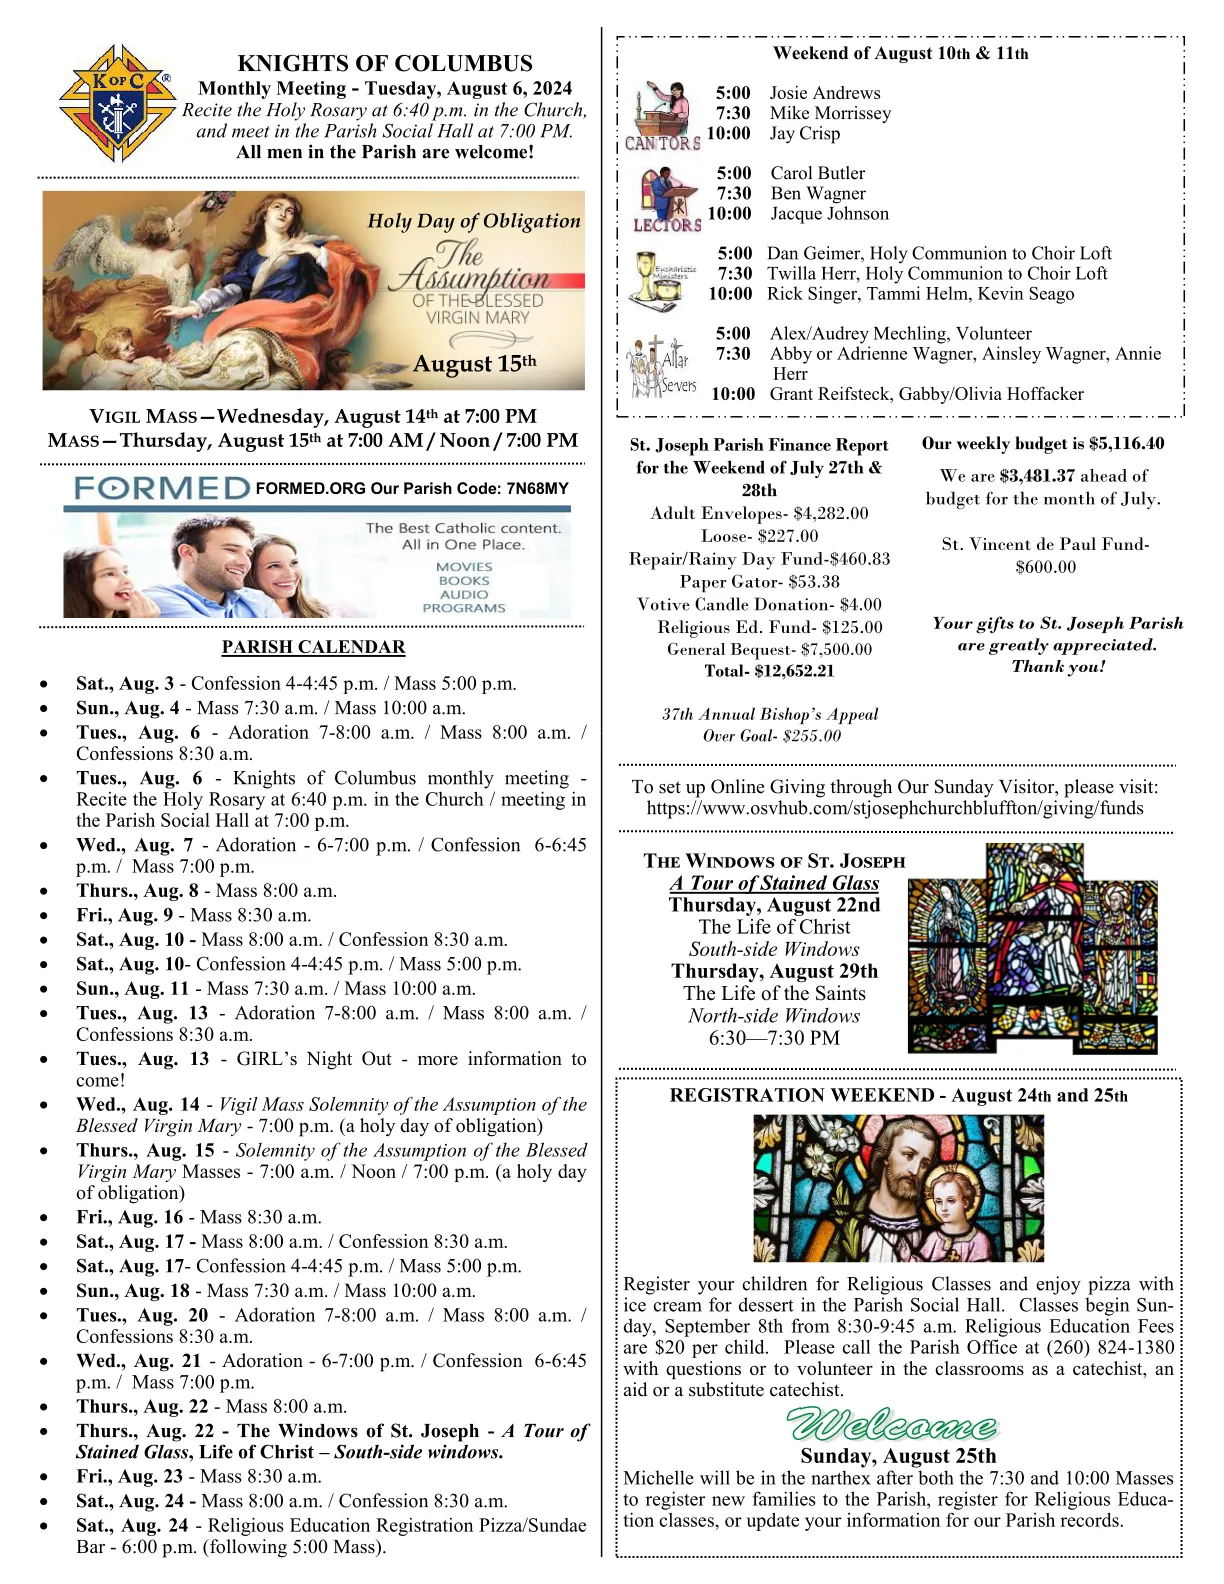 K OF C ®
KNIGHTS OF COLUMBUS
Monthly Meeting - Tuesday, August 6, 2024
Recite the Holy Rosary at 6:40 p.m. in the Church,
and meet in the Parish Social Hall at 7:00 PM.
All men in the Parish are welcome!
Holy Day of Obligation
The
Assumption
OF THE BLESSED
VIRGIN MARY
August 15th
VIGIL MASS—Wednesday, August 14th at 7:00 PM
MASS—Thursday, August 15th at 7:00 AM / Noon / 7:00 PM
FORMED FORMED.ORG Our Parish Code: 7N68MY
The Best Catholic content.
All in One Place.
MOVIES
BOOKS
AUDIO
PROGRAMS
PARISH CALENDAR
• Sat., Aug. 3 - Confession 4-4:45 p.m. / Mass 5:00 p.m.
• Sun., Aug. 4 - Mass 7:30 a.m. / Mass 10:00 a.m.
• Tues., Aug. 6 - Adoration 7-8:00 a.m. / Mass 8:00 a.m. /
Confessions 8:30 a.m.
• Tues., Aug. 6 - Knights of Columbus monthly meeting -
Recite the Holy Rosary at 6:40 p.m. in the Church / meeting in
the Parish Social Hall at 7:00 p.m.
• Wed., Aug. 7 - Adoration - 6-7:00 p.m. / Confession 6-6:45
p.m. / Mass 7:00 p.m.
• Thurs., Aug. 8 - Mass 8:00 a.m.
• Fri., Aug. 9 - Mass 8:30 a.m.
• Sat., Aug. 10 - Mass 8:00 a.m. / Confession 8:30 a.m.
• Sat., Aug. 10- Confession 4-4:45 p.m. / Mass 5:00 p.m.
• Sun., Aug. 11 - Mass 7:30 a.m. / Mass 10:00 a.m.
• Tues., Aug. 13 - Adoration 7-8:00 a.m. / Mass 8:00 a.m. /
Confessions 8:30 a.m.
• Tues., Aug. 13 - GIRL’s Night Out - more information to
come!
• Wed., Aug. 14 - Vigil Mass Solemnity of the Assumption of the
Blessed Virgin Mary - 7:00 p.m. (a holy day of obligation)
• Thurs., Aug. 15 - Solemnity of the Assumption of the Blessed
Virgin Mary Masses - 7:00 a.m. / Noon / 7:00 p.m. (a holy day
of obligation)
• Fri., Aug. 16 - Mass 8:30 a.m.
• Sat., Aug. 17 - Mass 8:00 a.m. / Confession 8:30 a.m.
• Sat., Aug. 17- Confession 4-4:45 p.m. / Mass 5:00 p.m.
• Sun., Aug. 18 - Mass 7:30 a.m. / Mass 10:00 a.m.
• Tues., Aug. 20 - Adoration 7-8:00 a.m. / Mass 8:00 a.m. /
Confessions 8:30 a.m.
• Wed., Aug. 21 - Adoration - 6-7:00 p.m. / Confession 6-6:45
p.m. / Mass 7:00 p.m.
• Thurs., Aug. 22 - Mass 8:00 a.m.
• Thurs., Aug. 22 - The Windows of St. Joseph - A Tour of
Stained Glass, Life of Christ – South-side windows.
• Fri., Aug. 23 - Mass 8:30 a.m.
• Sat., Aug. 24 - Mass 8:00 a.m. / Confession 8:30 a.m.
• Sat., Aug. 24 - Religious Education Registration Pizza/Sundae
Bar - 6:00 p.m. (following 5:00 Mass).
Weekend of August 10th & 11th
CANTORS
5:00 Josie Andrews
7:30 Mike Morrissey
10:00 Jay Crisp
LECTORS
5:00 Carol Butler
7:30 Ben Wagner
10:00 Jacque Johnson
Eucharistic
Ministers
5:00 Dan Geimer, Holy Communion to Choir Loft
7:30 Twilla Herr, Holy Communion to Choir Loft
10:00 Rick Singer, Tammi Helm, Kevin Seago
Altar
Servers
5:00 Alex/Audrey Mechling, Volunteer
7:30 Abby or Adrienne Wagner, Ainsley Wagner, Annie
Herr
10:00 Grant Reifsteck, Gabby/Olivia Hoffacker
St. Joseph Parish Finance Report
for the Weekend of July 27th &
28th
Adult Envelopes- $4,282.00
Loose- $227.00
Repair/Rainy Day Fund-$460.83
Paper Gator- $53.38
Votive Candle Donation- $4.00
Religious Ed. Fund- $125.00
General Bequest- $7,500.00
Total- $12,652.21
37th Annual Bishop’s Appeal
Over Goal- $255.00
Our weekly budget is $5,116.40
We are $3,481.37 ahead of
budget for the month of July.
St. Vincent de Paul Fund-
$600.00
Your gifts to St. Joseph Parish
are greatly appreciated.
Thank you!
To set up Online Giving through Our Sunday Visitor, please visit:
https://www.osvhub.com/stjosephchurchbluffton/giving/funds
THE WINDOWS OF ST. JOSEPH
A Tour of Stained Glass
Thursday, August 22nd
The Life of Christ
South-side Windows
Thursday, August 29th
The Life of the Saints
North-side Windows
6:30—7:30 PM
REGISTRATION WEEKEND - August 24th and 25th
Register your children for Religious Classes and enjoy pizza with
ice cream for dessert in the Parish Social Hall. Classes begin Sun-
day, September 8th from 8:30-9:45 a.m. Religious Education Fees
are $20 per child. Please call the Parish Office at (260) 824-1380
with questions or to volunteer in the classrooms as a catechist, an
aid or a substitute catechist.
Welcome
Sunday, August 25th
Michelle will be in the narthex after both the 7:30 and 10:00 Masses
to register new families to the Parish, register for Religious Educa-
tion classes, or update your information for our Parish records.